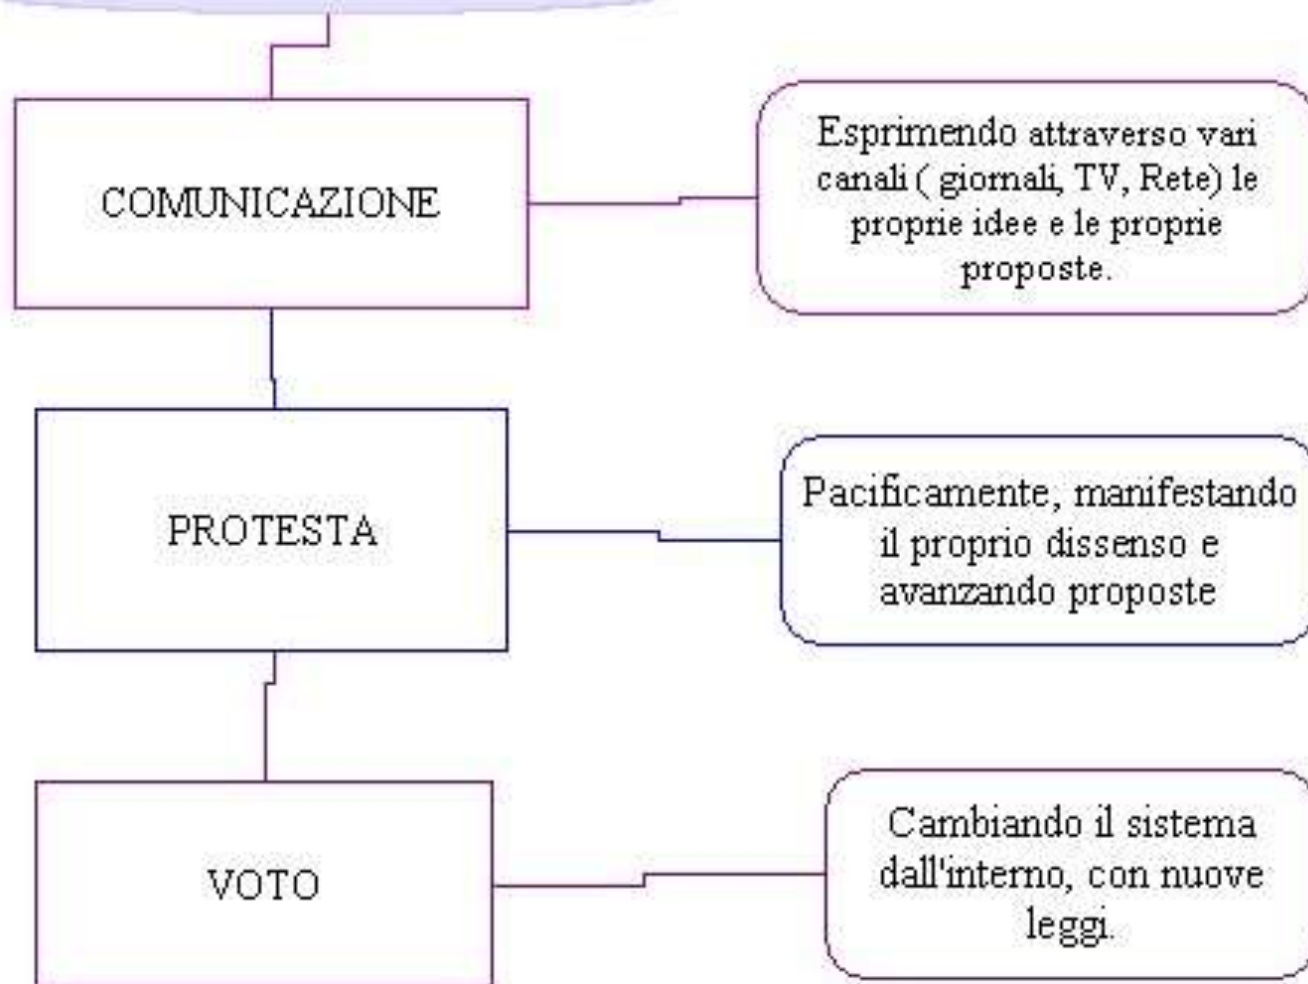 COMUNICAZIONE
Esprimendo attraverso vari
canali ( giornali, TV, Rete) le
proprie idee e le proprie
proposte.
PROTESTA
Pacificamente, manifestando
il proprio dissenso e
avanzando proposte
VOTO
Cambiando il sistema
dall'interno, con nuove
leggi.